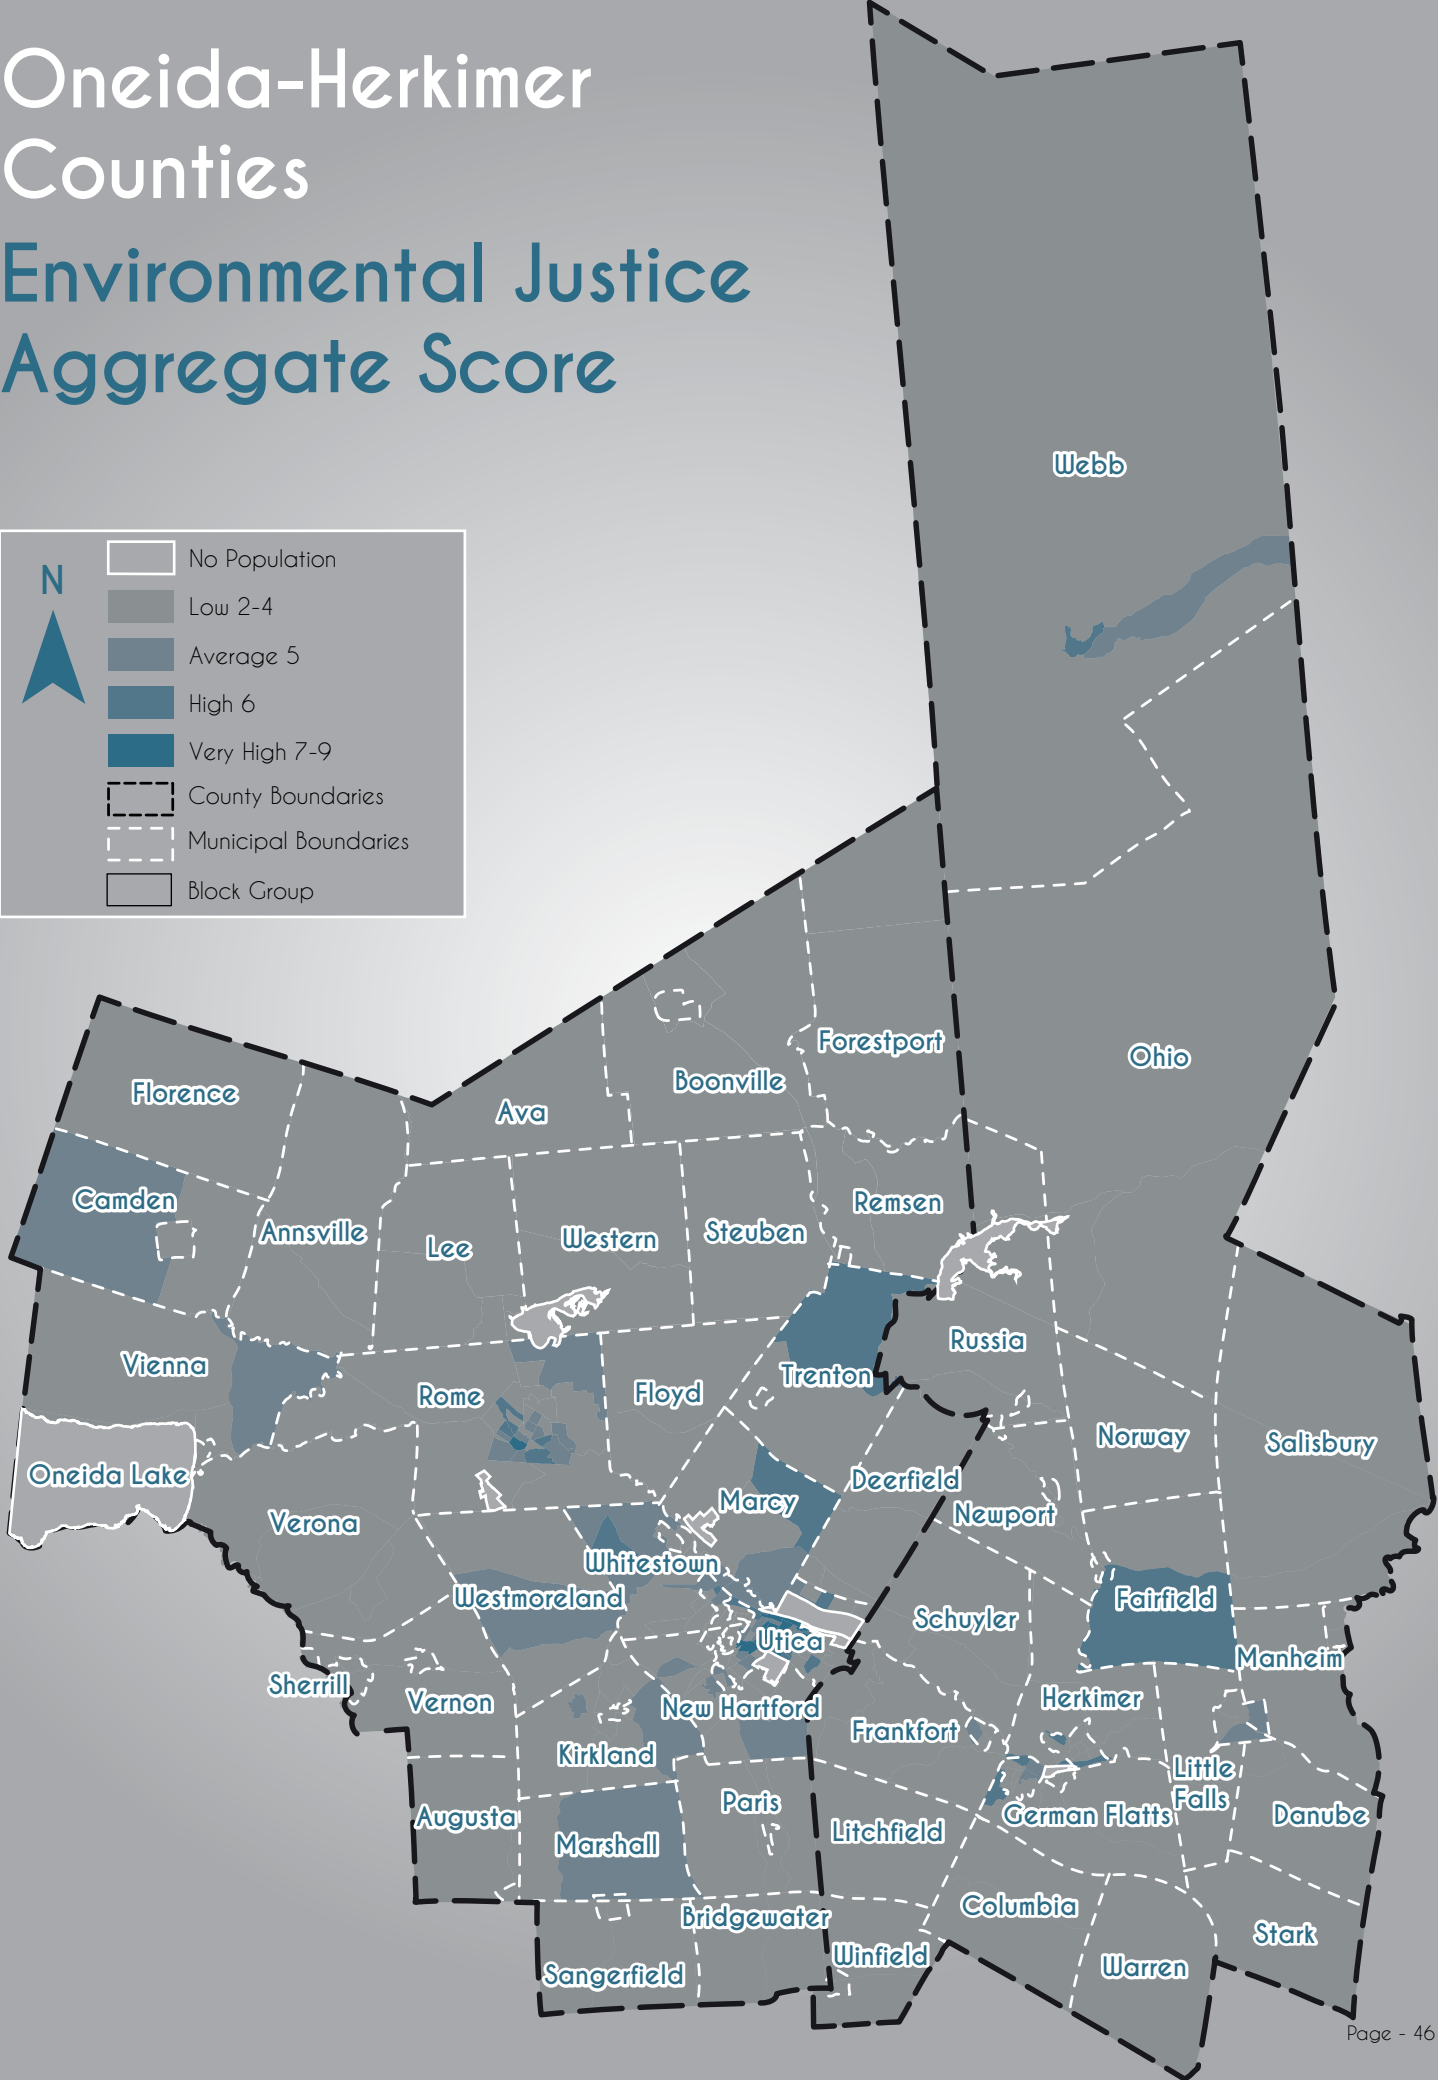 Oneida-Herkimer
Counties
Environmental Justice
Aggregate Score
N
No Population
Low 2-4
Average 5
High 6
Very High 7-9
County Boundaries
Municipal Boundaries
Block Group
Webb
Ohio
Forestport
Boonville
Ava
Florence
Camden
Annsville
Lee
Western
Steuben
Remsen
Russia
Vienna
Rome
Floyd
Trenton
Norway
Salisbury
Oneida Lake
Verona
Marcy
Deerfield
Newport
Whitestown
Westmoreland
Utica
Schuyler
Fairfield
Manheim
Sherrill
Vernon
New Hartford
Herkimer
Frankfort
Kirkland
Little
Falls
Augusta
Marshall
Paris
Litchfield
German Flatts
Danube
Bridgewater
Columbia
Stark
Sangerfield
Winfield
Warren
Page - 46